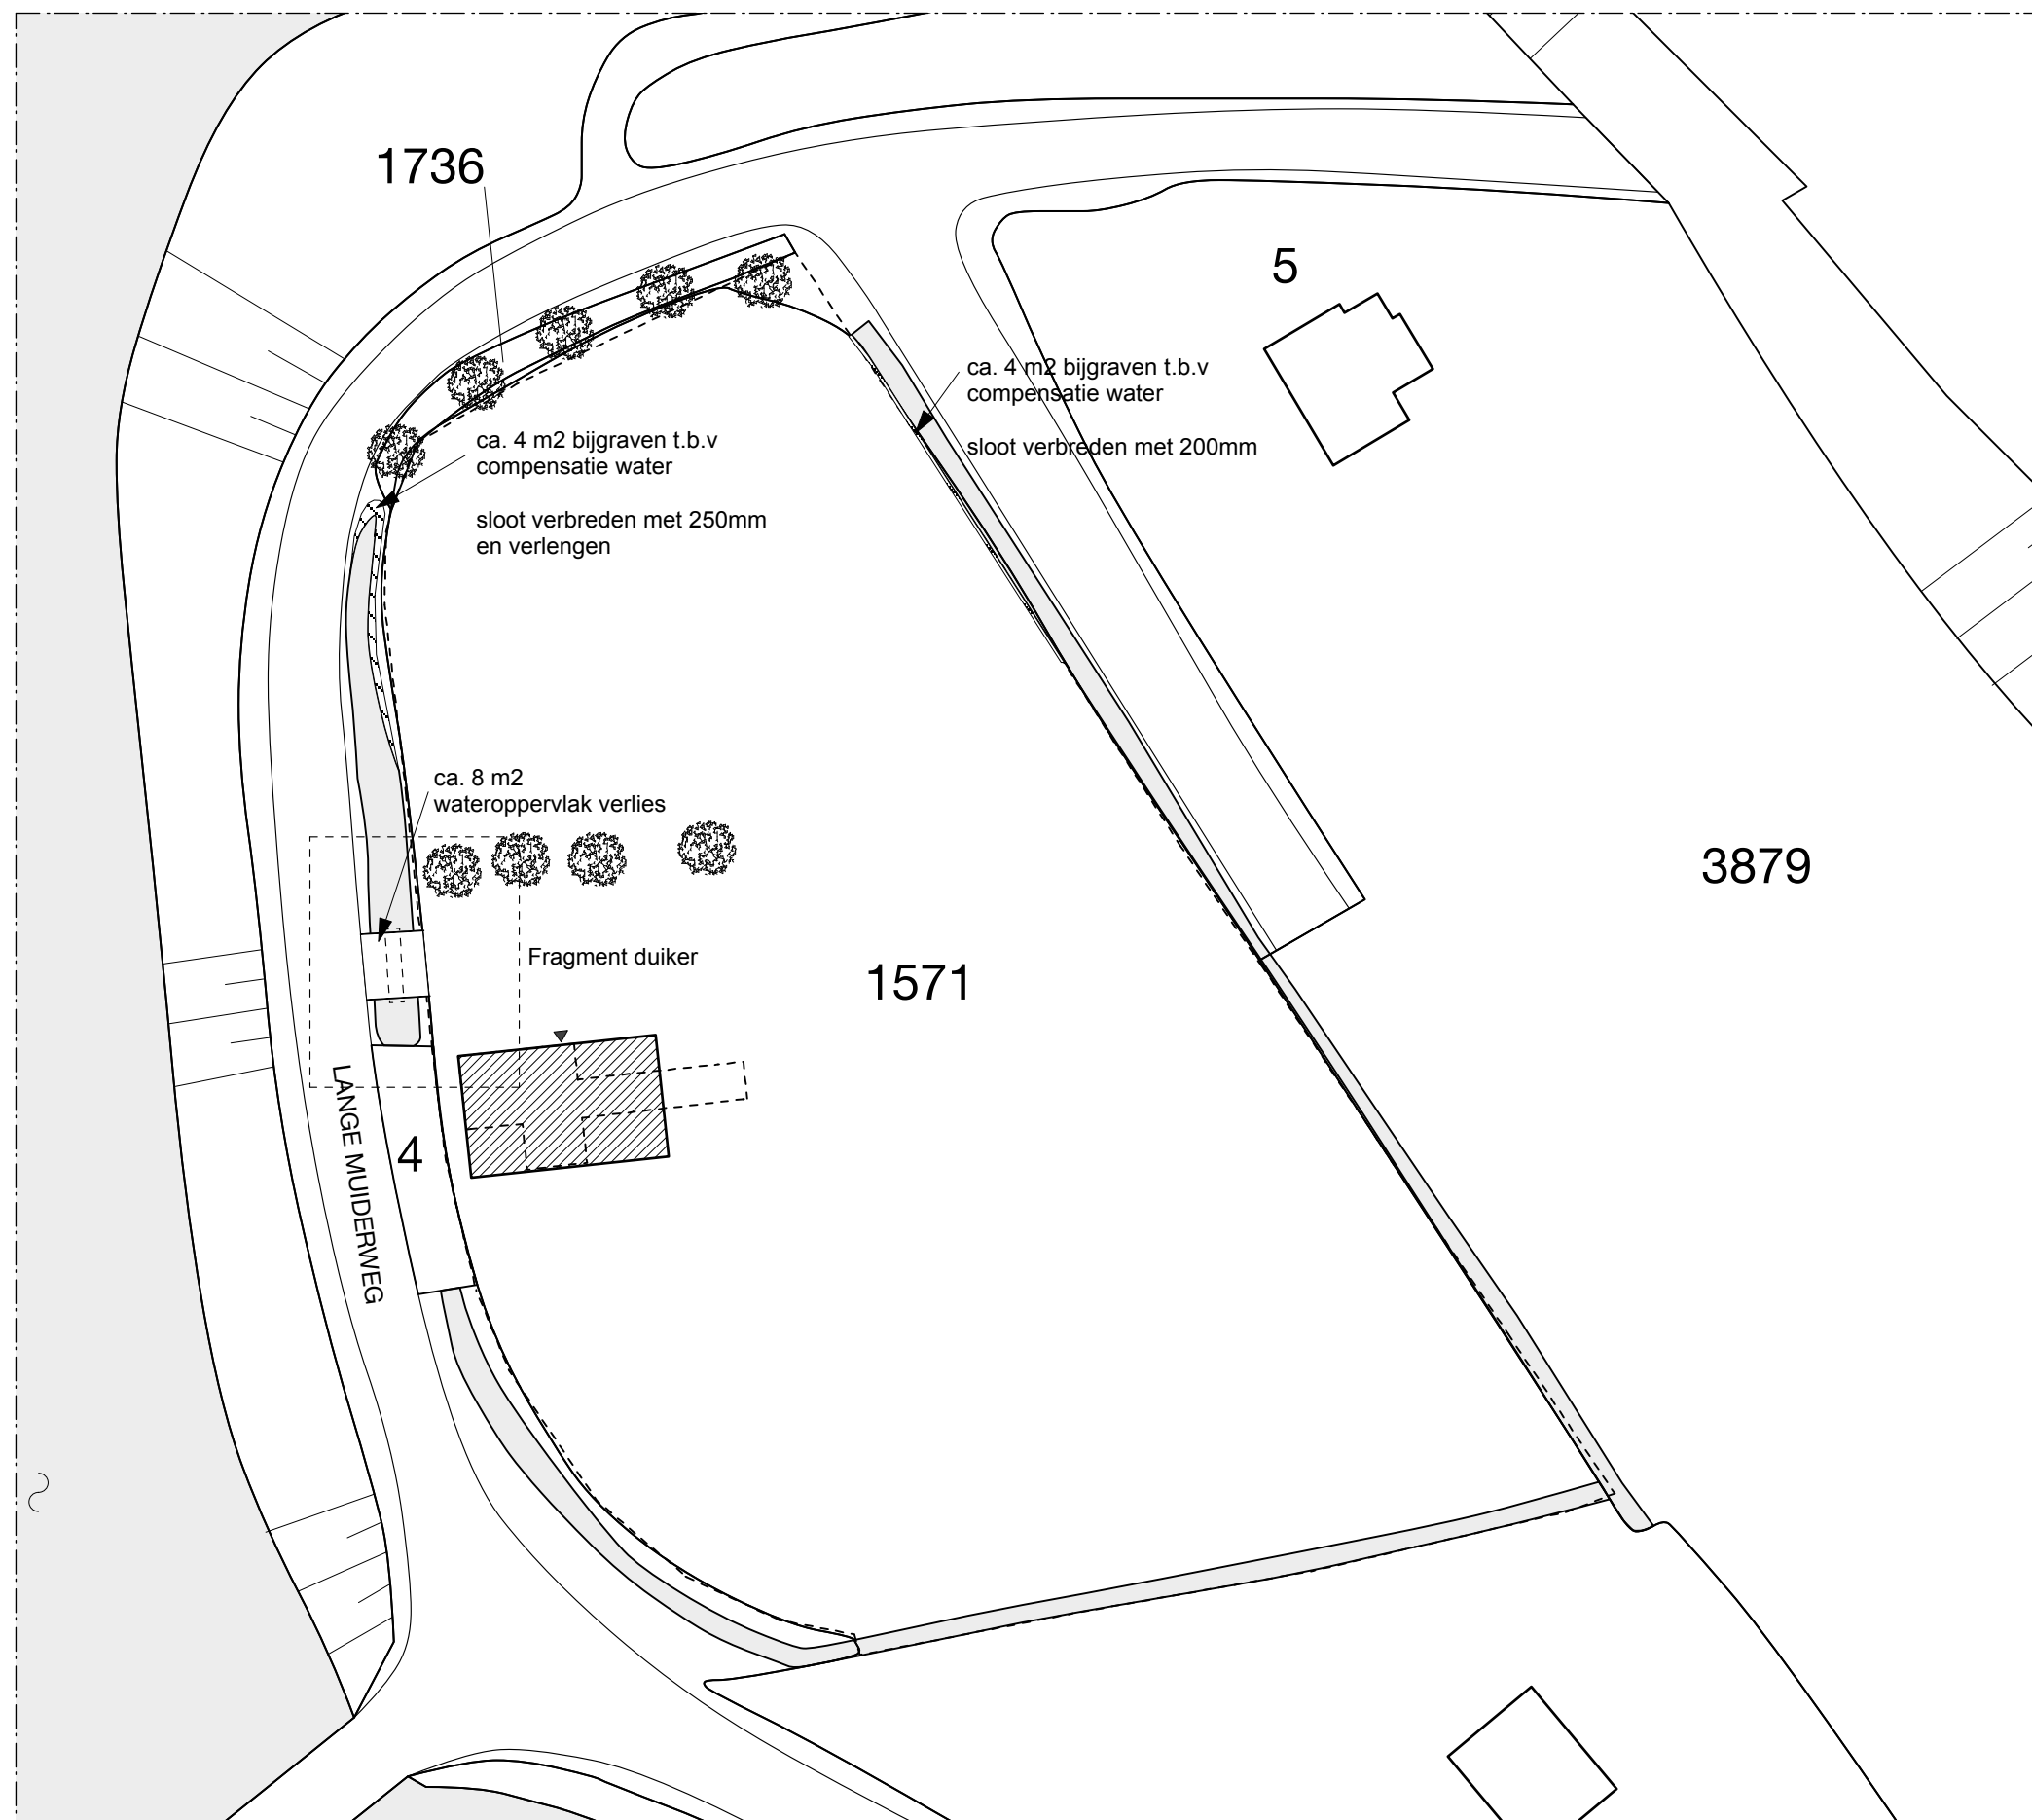 1736
5
ca. 4 m2 bijgraven t.b.v
compensatie water
sloot verbreden met 200mm
ca. 4 m2 bijgraven t.b.v
compensatie water
sloot verbreden met 250mm
en verlengen
ca. 8 m2
wateroppervlak verlies
3879
Fragment duiker
1571
LANGE MUIDERWEG
4